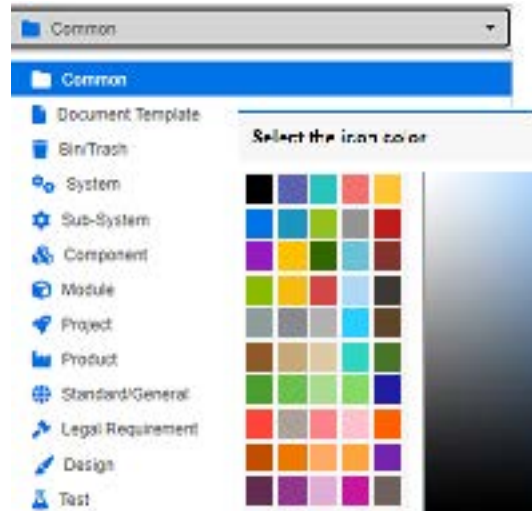 Common
Common
Document Template
Bin/Trash
Select the icon color
System
Sub-System
Component
Module
Project
Product
Standard/General
Legal Requirement
Design
Test